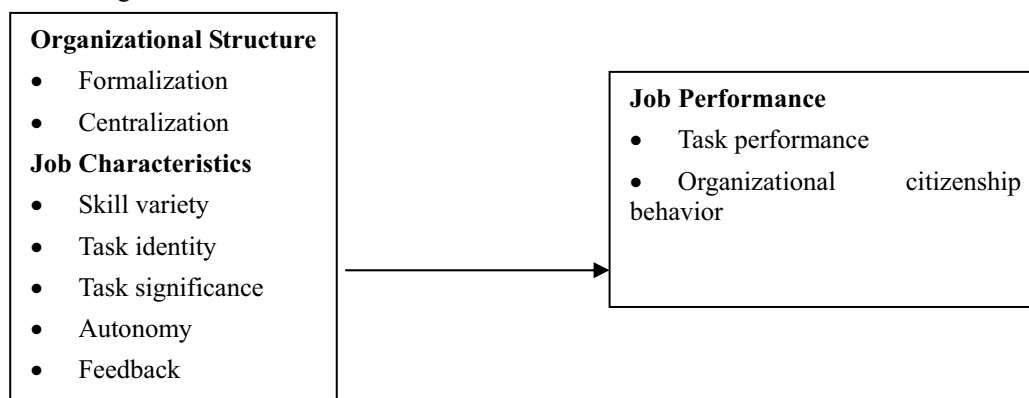 Organizational Structure
• Formalization
• Centralization
Job Characteristics
• Skill variety
• Task identity
• Task significance
• Autonomy
• Feedback
Job Performance
• Task performance
• Organizational citizenship
behavior